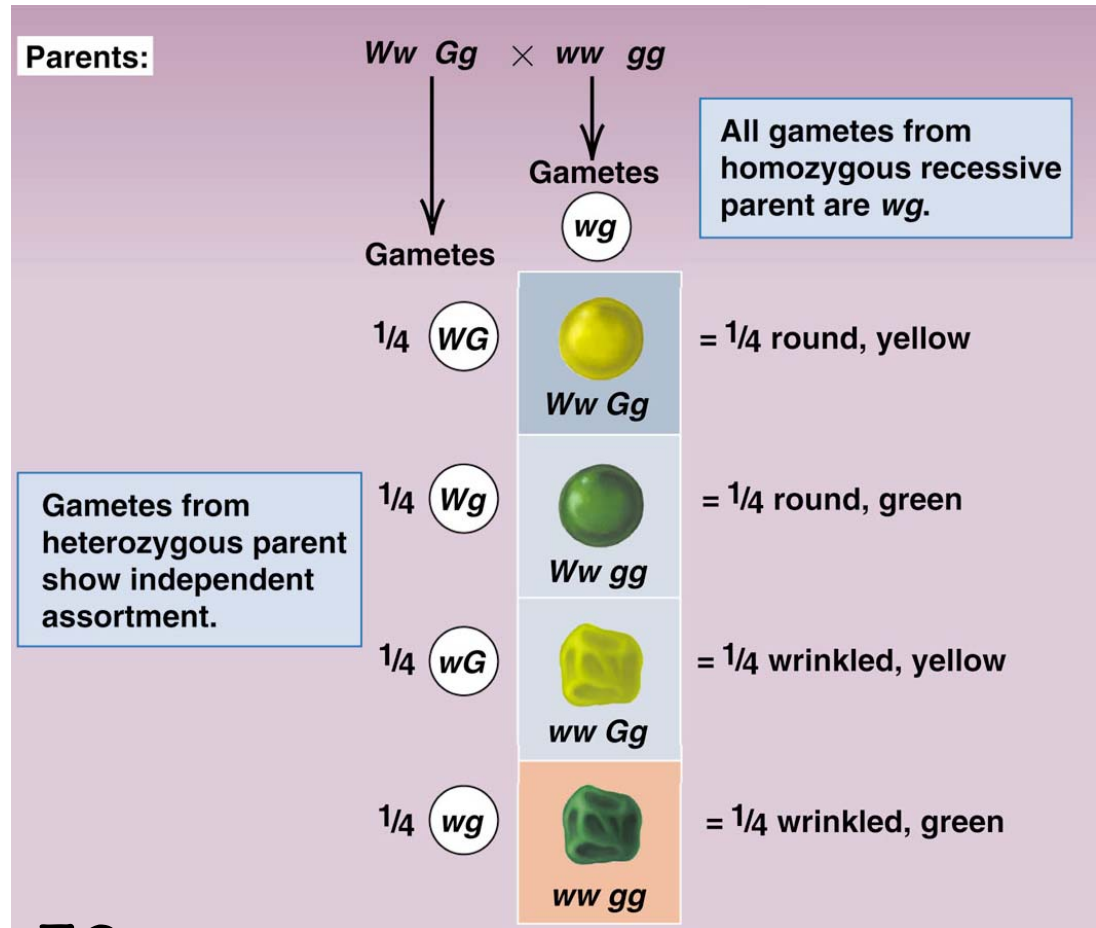 Parents: Ww Gg × ww gg
All gametes from
homozygous recessive
parent are wg.
Gametes
wg
Gametes
1/4 WG = 1/4 round, yellow
Ww Gg
1/4 Wg = 1/4 round, green
Ww gg
Gametes from
heterozygous parent
show independent
assortment.
1/4 wG = 1/4 wrinkled, yellow
ww Gg
1/4 wg = 1/4 wrinkled, green
ww gg